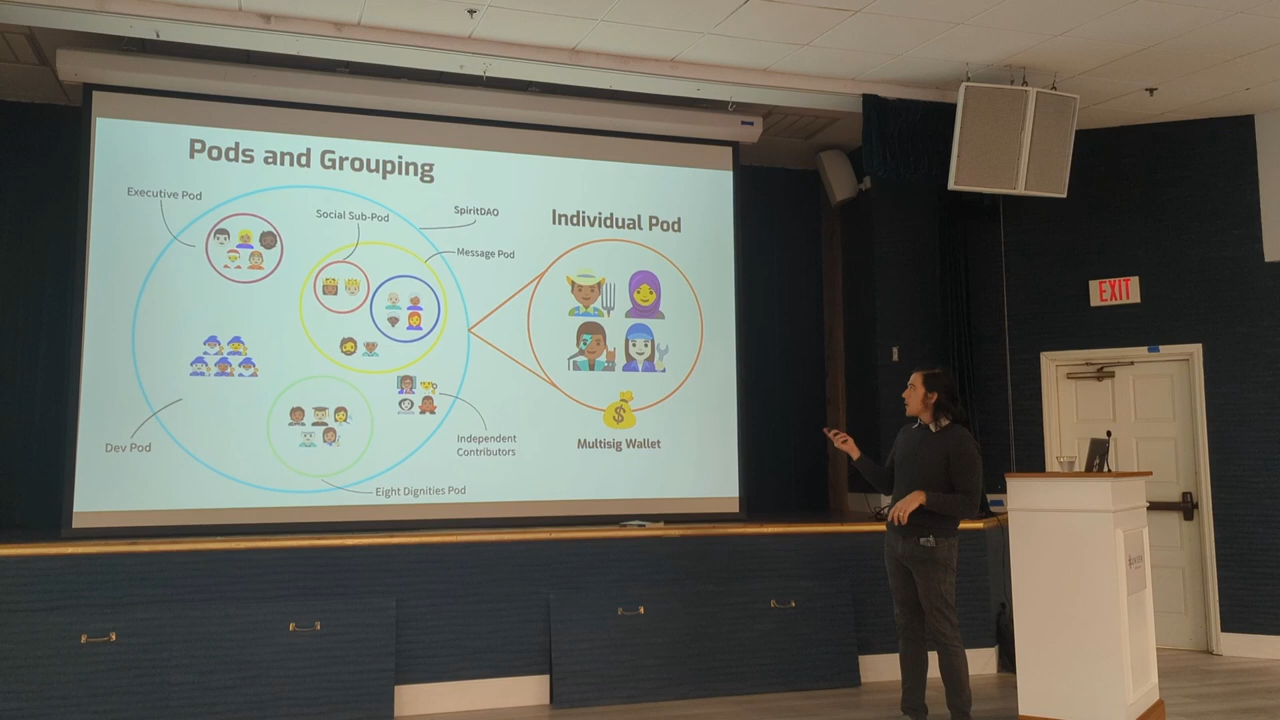 Pods and Grouping
Executive Pod
Social Sub-Pod
SpiritDAO
Message Pod
Individual Pod
Dev Pod
Independent
Contributors
Eight Dignities Pod
$
Multisig Wallet
EXIT